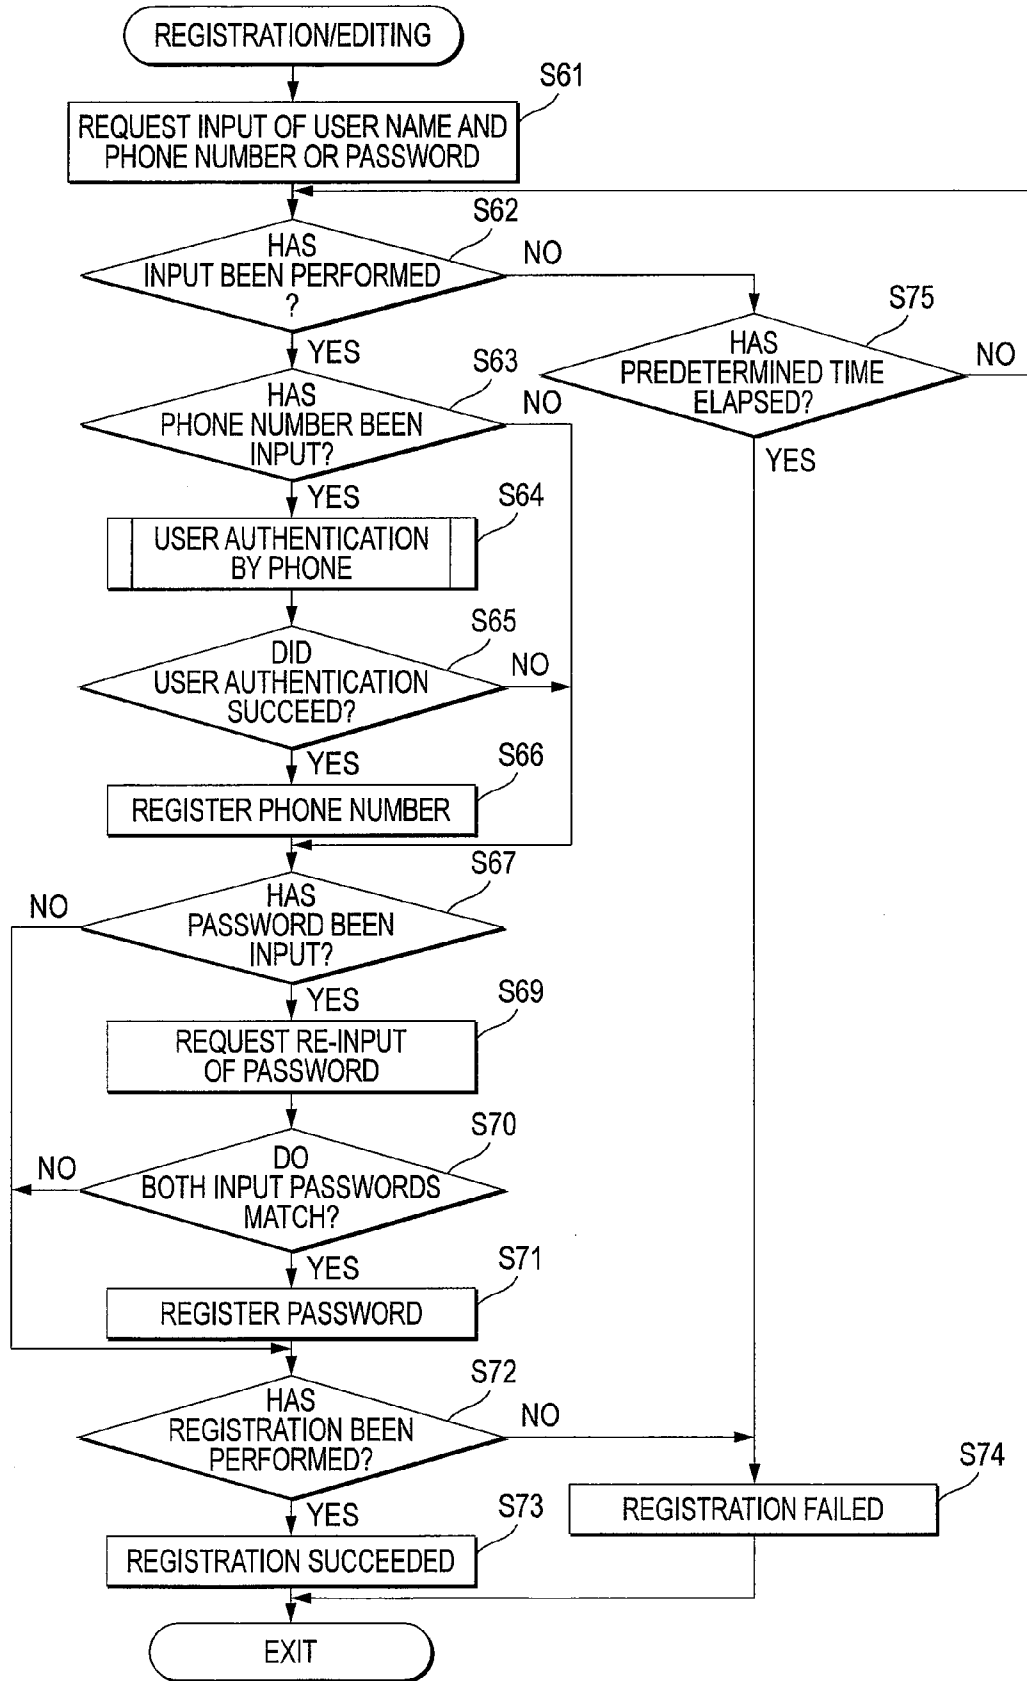 REGISTRATION/EDITING
S61
REQUEST INPUT OF USER NAME AND
PHONE NUMBER OR PASSWORD
S62
HAS
INPUT BEEN PERFORMED
?
NO
YES
S75
HAS
PREDETERMINED TIME
ELAPSED?
NO
YES
S63
HAS
PHONE NUMBER BEEN
INPUT?
NO
YES
S64
USER AUTHENTICATION
BY PHONE
S65
DID
USER AUTHENTICATION
SUCCEED?
NO
YES
S66
REGISTER PHONE NUMBER
S67
HAS
PASSWORD BEEN
INPUT?
NO
YES
S69
REQUEST RE-INPUT
OF PASSWORD
S70
DO
BOTH INPUT PASSWORDS
MATCH?
NO
YES
S71
REGISTER PASSWORD
S72
HAS
REGISTRATION BEEN
PERFORMED?
NO
YES
S74
REGISTRATION FAILED
S73
REGISTRATION SUCCEEDED
EXIT